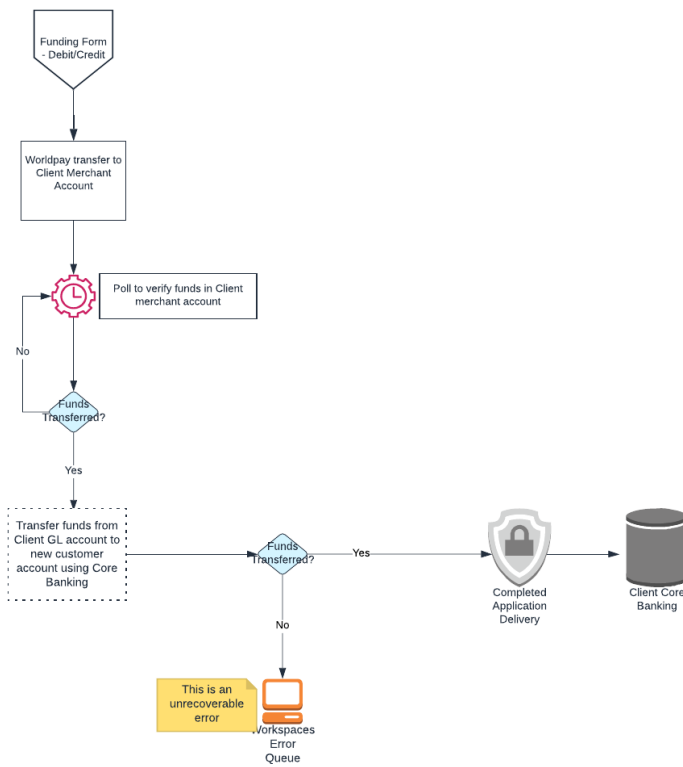 Funding Form
- Debit/Credit
Worldpay transfer to
Client Merchant
Account
Poll to verify funds in Client
merchant account
No
Funds
Transferred?
Yes
Transfer funds from
Client GL account to
new customer
account using Core
Banking
Funds
Transferred?
Yes
Completed
Application
Delivery
Client Core
Banking
No
This is an
unrecoverable
error
Workspaces
Error
Queue